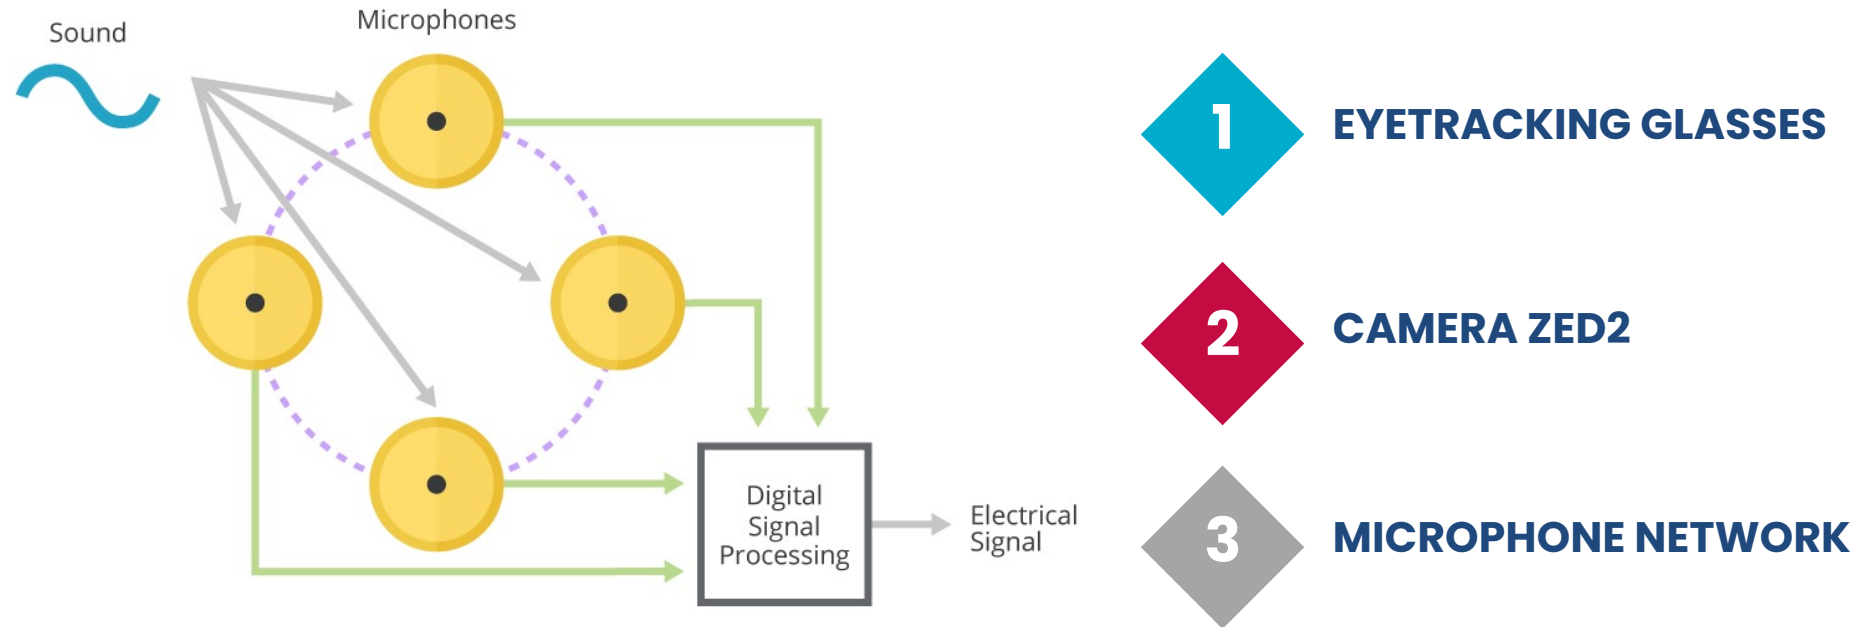 Sound
Microphones
Digital
Signal
Processing
Electrical
Signal
1
EYETRACKING GLASSES
2
CAMERA ZED2
3
MICROPHONE NETWORK